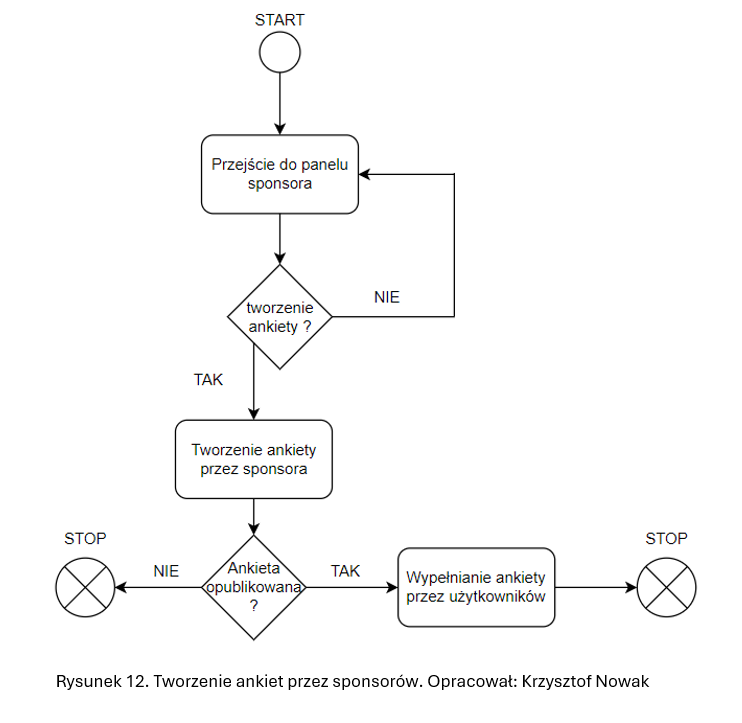 START
Przejście do panelu
sponsora
NIE
tworzenie
ankiety ?
TAK
Tworzenie ankiety
przez sponsora
STOP
NIE
Ankieta
opublikowana
?
TAK
Wypełnianie ankiety
przez użytkowników
STOP
Rysunek 12. Tworzenie ankiet przez sponsorów. Opracował: Krzysztof Nowak